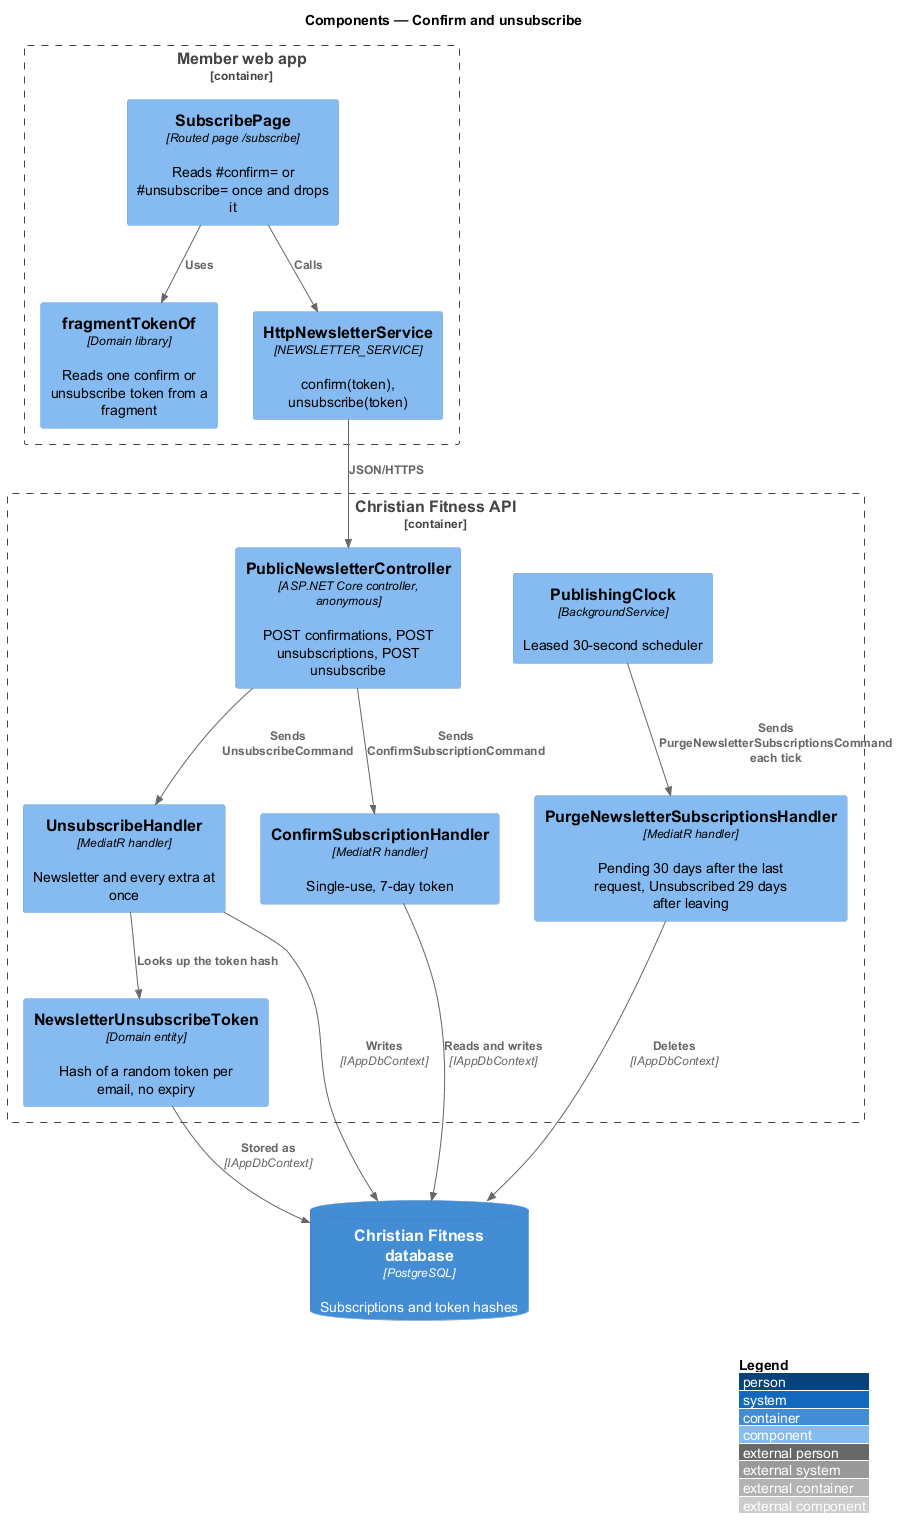 Components — Confirm and unsubscribe
Member web app
[container]
SubscribePage
[Routed page /subscribe]
Reads #confirm= or
#unsubscribe= once and drops
it
Uses
Calls
fragmentTokenOf
[Domain library]
Reads one confirm or
unsubscribe token from a
fragment
HttpNewsletterService
[NEWSLETTER_SERVICE]
confirm(token),
unsubscribe(token)
JSON/HTTPS
Christian Fitness API
[container]
PublicNewsletterController
[ASP.NET Core controller,
anonymous]
POST confirmations, POST
unsubscriptions, POST
unsubscribe
PublishingClock
[BackgroundService]
Leased 30-second scheduler
Sends
UnsubscribeCommand
Sends
ConfirmSubscriptionCommand
Sends
PurgeNewsletterSubscriptionsCommand
each tick
UnsubscribeHandler
[MediatR handler]
Newsletter and every extra at
once
ConfirmSubscriptionHandler
[MediatR handler]
Single-use, 7-day token
PurgeNewsletterSubscriptionsHandler
[MediatR handler]
Pending 30 days after the last
request, Unsubscribed 29 days
after leaving
Looks up the token hash
NewsletterUnsubscribeToken
[Domain entity]
Hash of a random token per
email, no expiry
Writes
[IAppDbContext]
Reads and writes
[IAppDbContext]
Deletes
[IAppDbContext]
Stored as
[IAppDbContext]
Christian Fitness
database
[PostgreSQL]
Subscriptions and token hashes
Legend
person
system
container
component
external person
external system
external container
external component